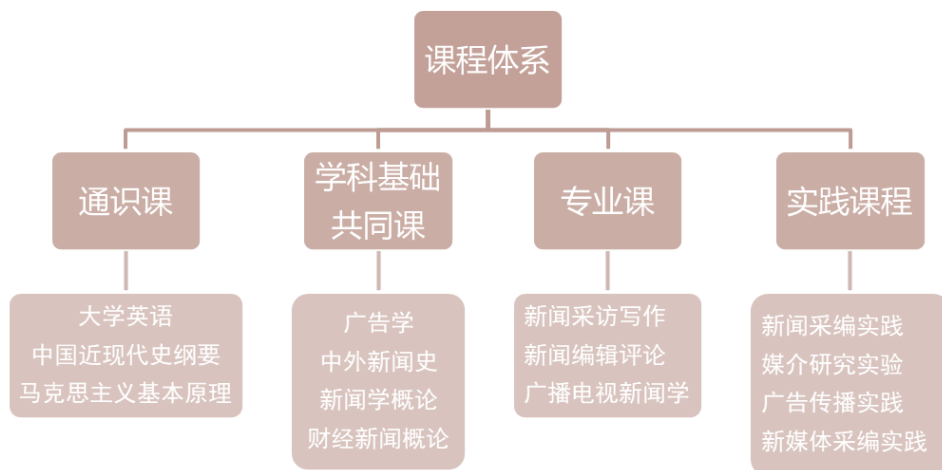 课程体系
通识课
学科基础
共同课
专业课
实践课程
大学英语
中国近现代史纲要
马克思主义基本原理
广告学
中外新闻史
新闻学概论
财经新闻概论
新闻采访写作
新闻编辑评论
广播电视新闻学
新闻采编实践
媒介研究实验
广告传播实践
新媒体采编实践